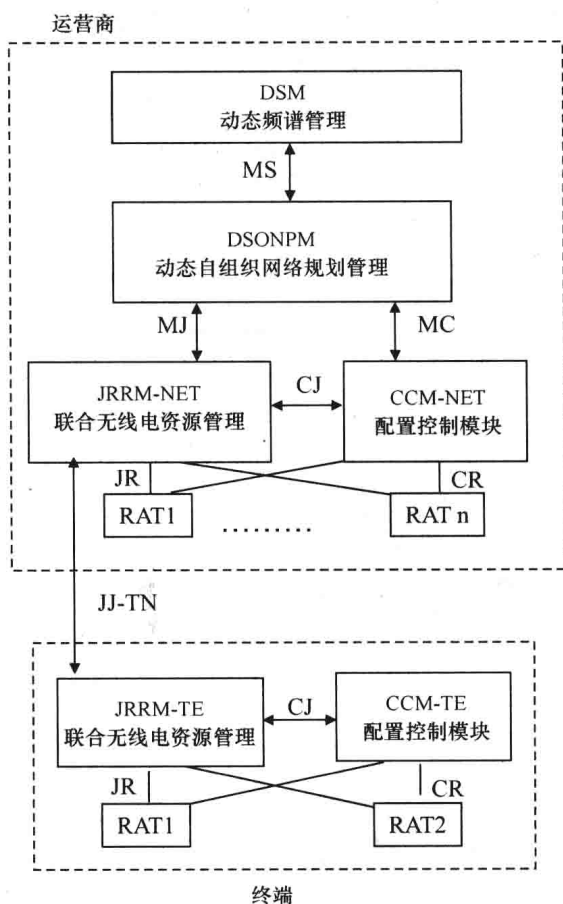 运营商
DSM
动态频谱管理
MS
DSONPM
动态自组织网络规划管理
MJ
MC
JRRM-NET
联合无线电资源管理
CJ
CCM-NET
配置控制模块
JR
CR
RAT1
·········
RAT n
JJ-TN
JRRM-TE
联合无线电资源管理
CJ
CCM-TE
配置控制模块
JR
CR
RAT1
RAT2
终端